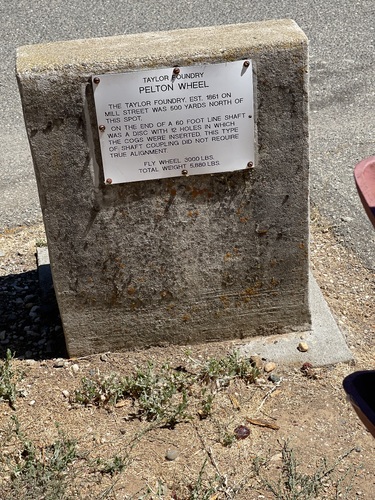 TAYLOR FOUNDRY
PELTON WHEEL
THE TAYLOR FOUNDRY, EST. 1861 ON
MILL STREET WAS 500 YARDS NORTH OF
THIS SPOT.
ON THE END OF A 60 FOOT LINE SHAFT
WAS A DISC WITH 12 HOLES IN WHICH
THE COGS WERE INSERTED. THIS TYPE
OF SHAFT COUPLING DID NOT REQUIRE
TRUE ALIGNMENT.
FLY WHEEL 3000 LBS.
TOTAL WEIGHT 5,880 LBS.